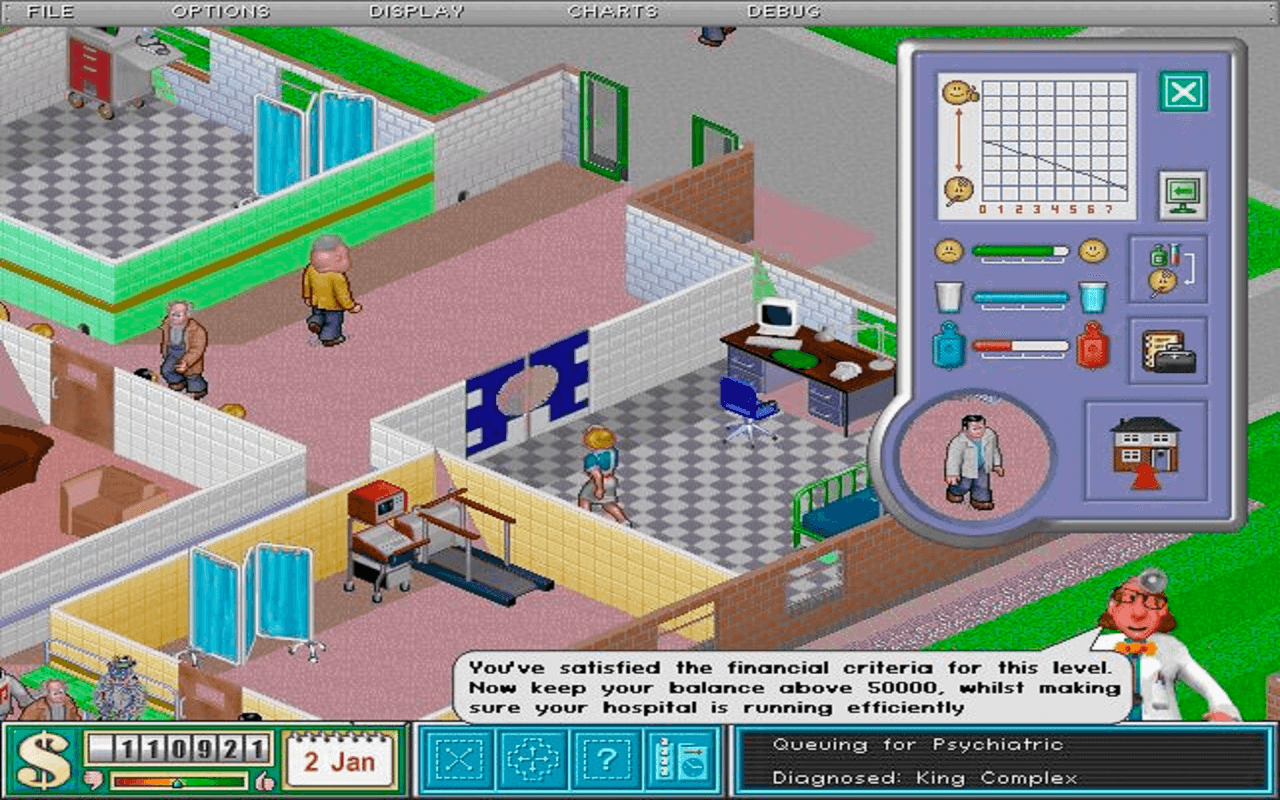 FILE OPTIONS DISPLAY CHARTS DEBUG
0 1 2 3 4 5 6 7
You've satisfied the financial criteria for this level.
Now keep your balance above 50000, whilst making
sure your hospital is running efficiently
$ 110921 2 Jan ?
Queuing for Psychiatric
Diagnosed: King Complex